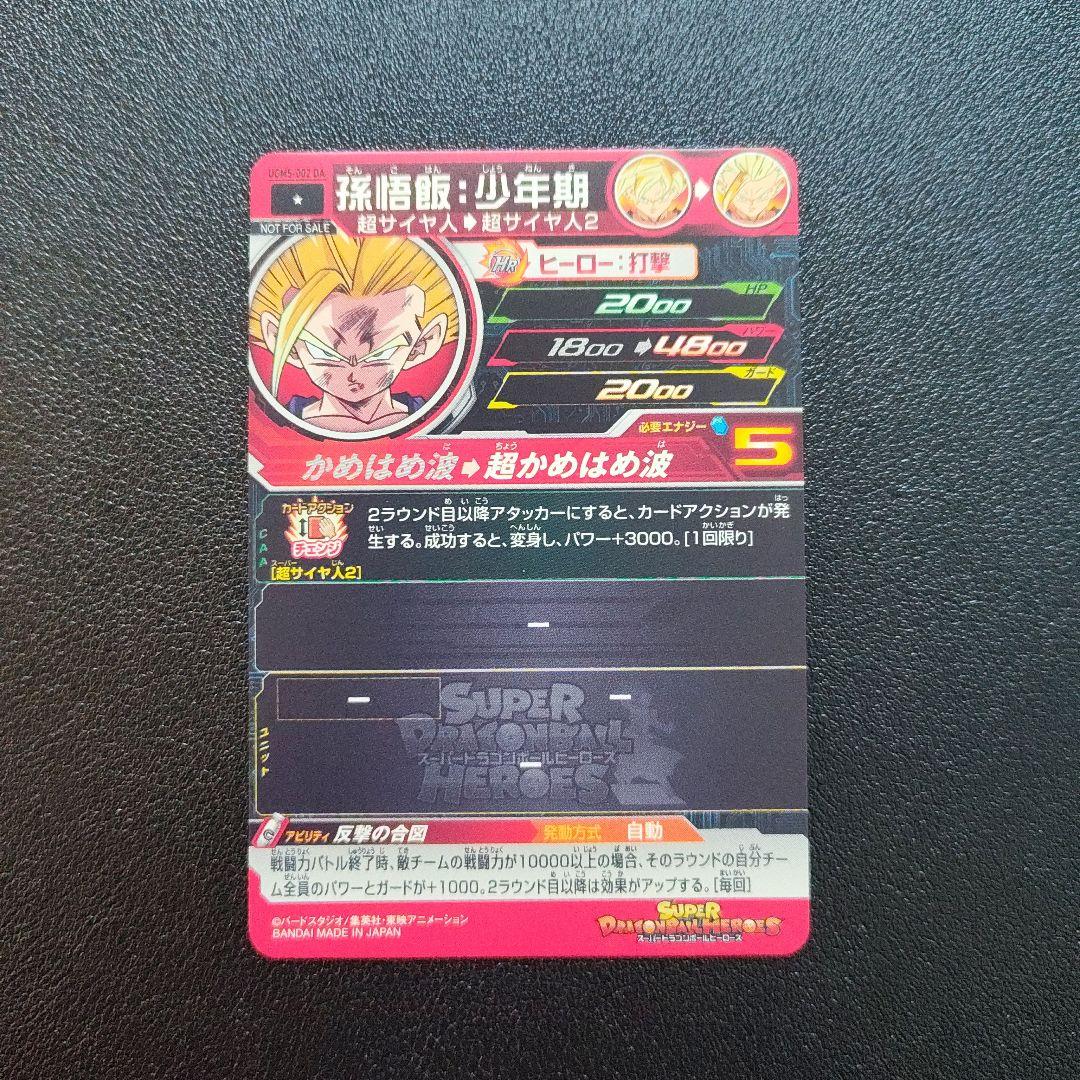 UGM5-002 DA
★
NOT FOR SALE
孫悟飯:少年期
超サイヤ人➡超サイヤ人2
HR ヒーロー:打撃
HP
2000
パワー
1800➡4800
ガード
2000
必要エナジー 5
かめはめ波➡超かめはめ波
CAA
カードアクション
チェンジ
[超サイヤ人2]
2ラウンド目以降アタッカーにすると、カードアクションが発
生する。成功すると、変身し、パワー+3000。[1回限り]
ー
ユニット
ー
ー
ー
SUPER
DRAGONBALL
スーパードラゴンボールヒーローズ
HEROES
アビリティ 反撃の合図 発動方式 自動
戦闘力バトル終了時、敵チームの戦闘力が10000以上の場合、そのラウンドの自分チー
ム全員のパワーとガードが+1000。2ラウンド目以降は効果がアップする。[毎回]
©バードスタジオ/集英社・東映アニメーション
BANDAI MADE IN JAPAN
SUPER
DRAGONBALL HEROES
スーパードラゴンボールヒーローズ